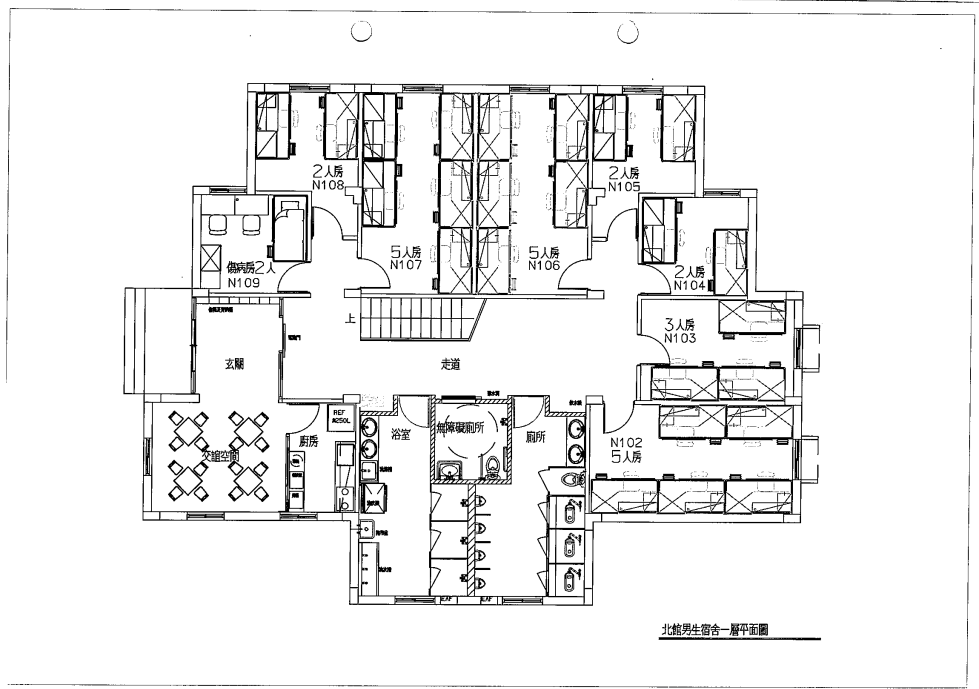 2人房
N108
2人房
N105
5人房
N107
5人房
N106
傷病房2人
N109
2人房
N104
上
3人房
N103
玄關
走道
REF
浴室
無障礙廁所
廁所
廚房
N102
5人房
交誼空間
北館男生宿舍一層平面圖